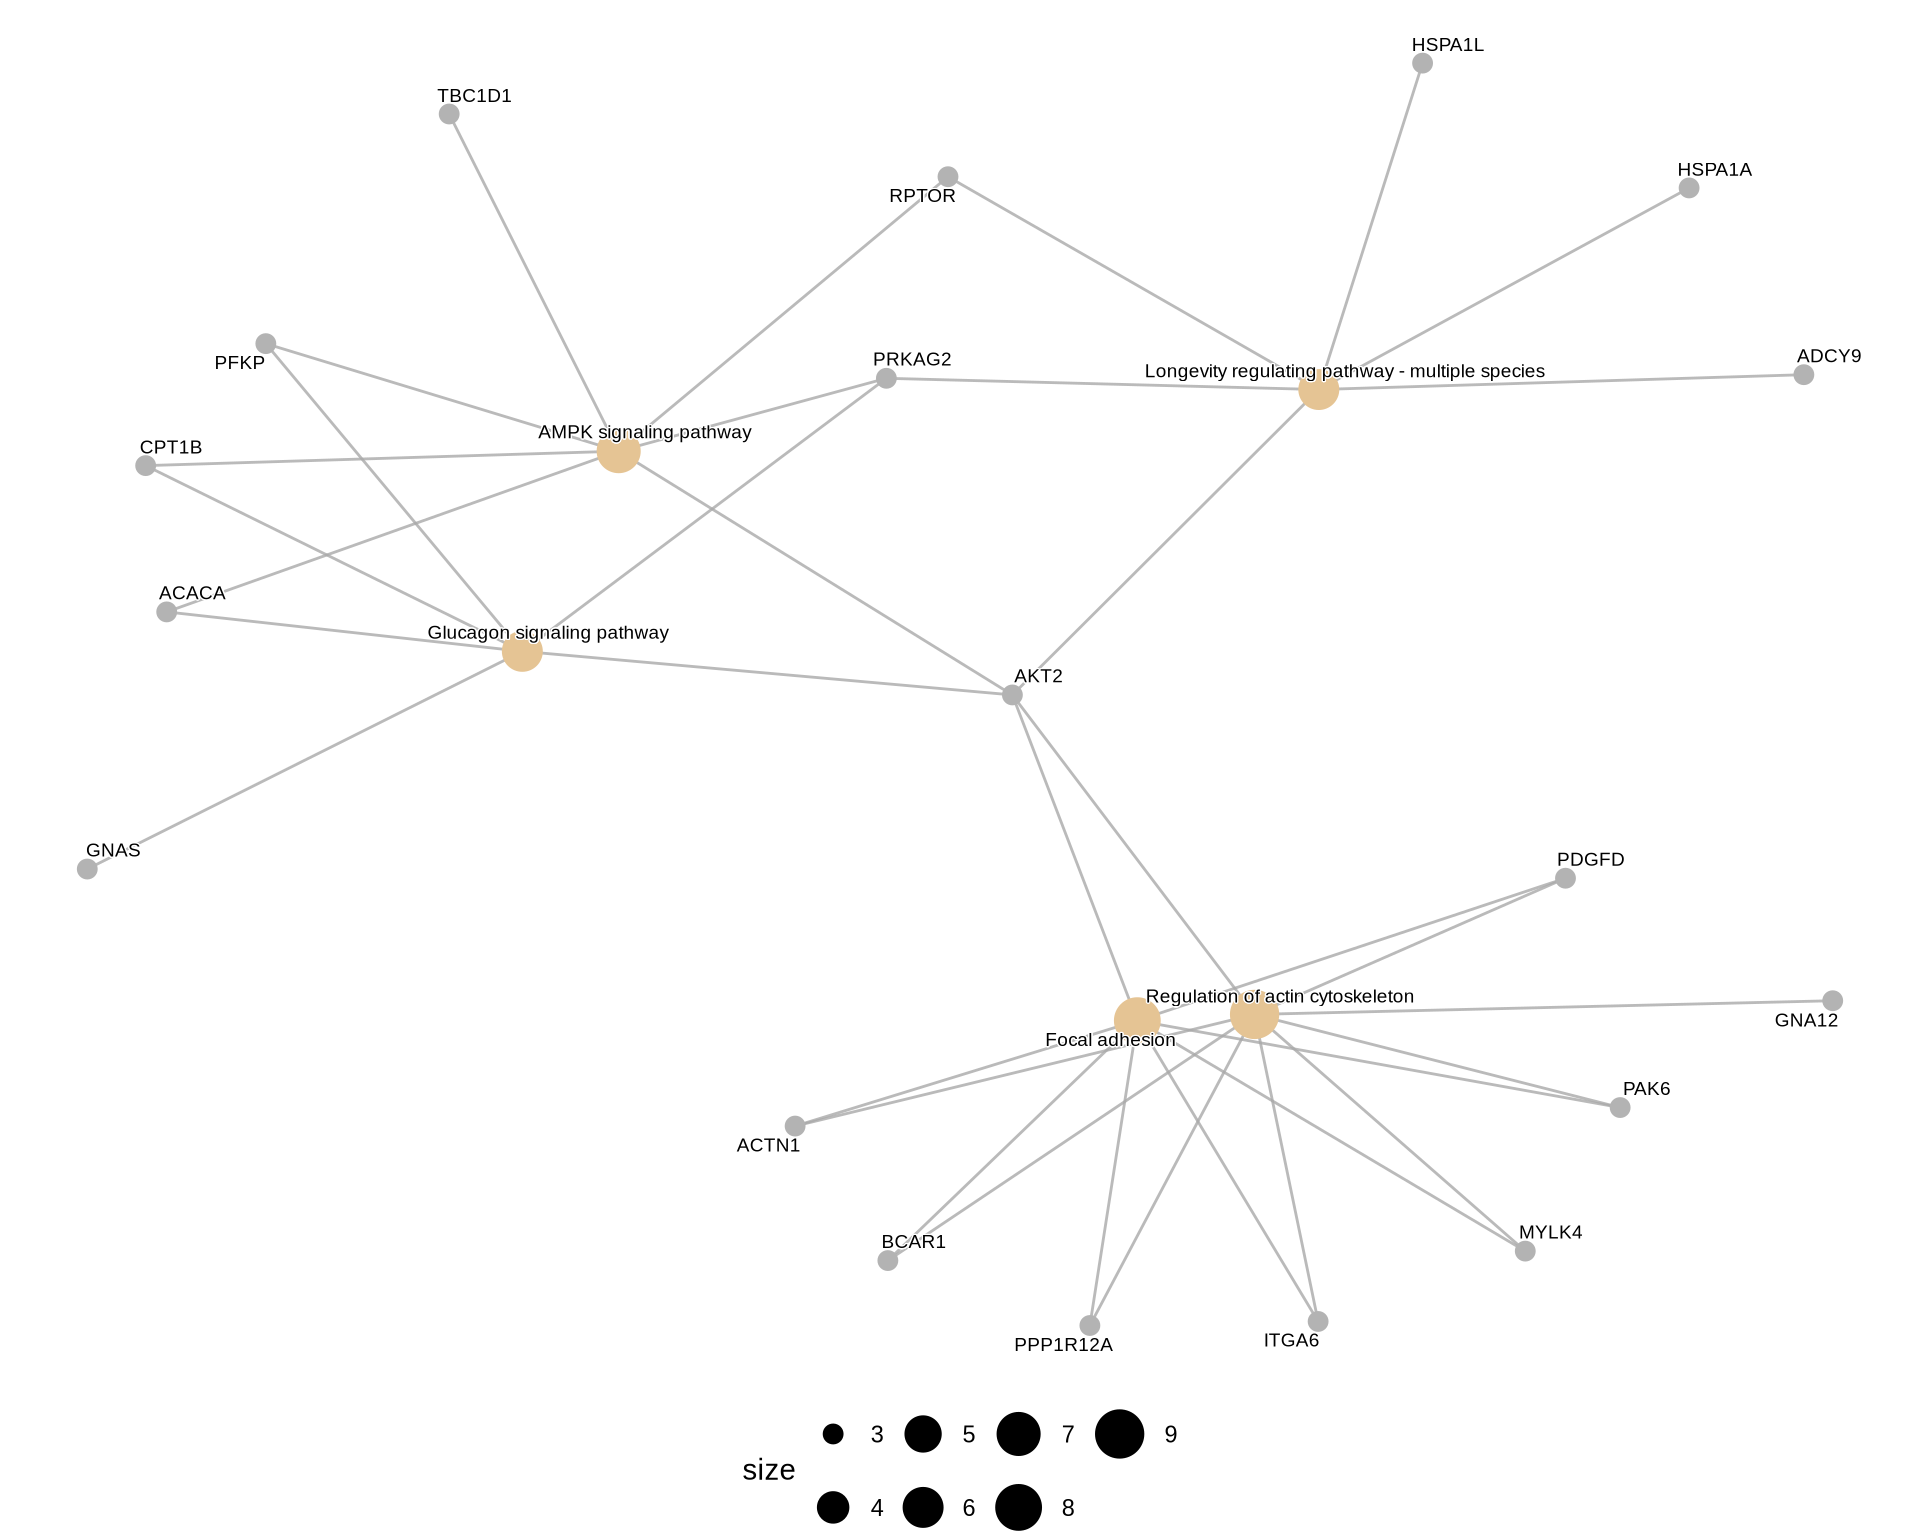 HSPA1L
TBC1D1
HSPA1A
RPTOR
ADCY9
PRKAG2
PFKP
Longevity regulating pathway - multiple species
AMPK signaling pathway
CPT1B
ACACA
Glucagon signaling pathway
AKT2
GNAS
PDGFD
Regulation of actin cytoskeleton
GNA12
Focal adhesion
PAK6
ACTN1
MYLK4
BCAR1
ITGA6
PPP1R12A
3 5 7 9
size
4 6 8